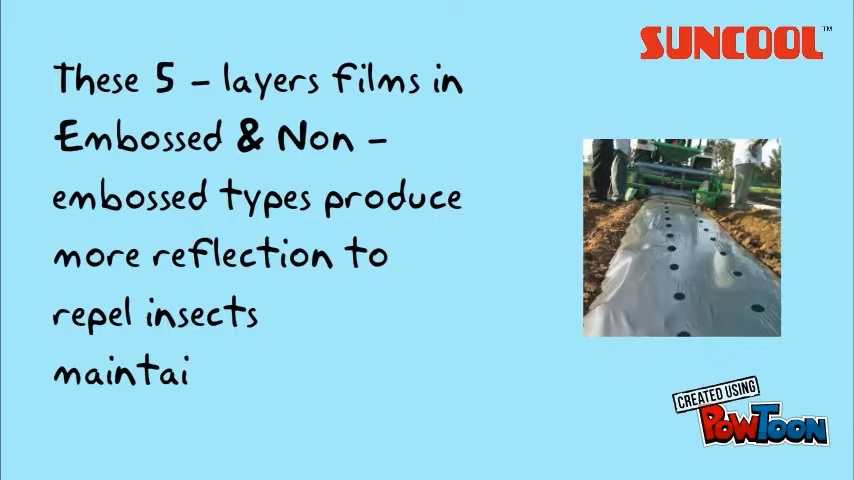 SUNCOOL™
These 5 - layers films in
Embossed & Non -
embossed types produce
more reflection to
repel insects
maintai
CREATED USING
POWTOON